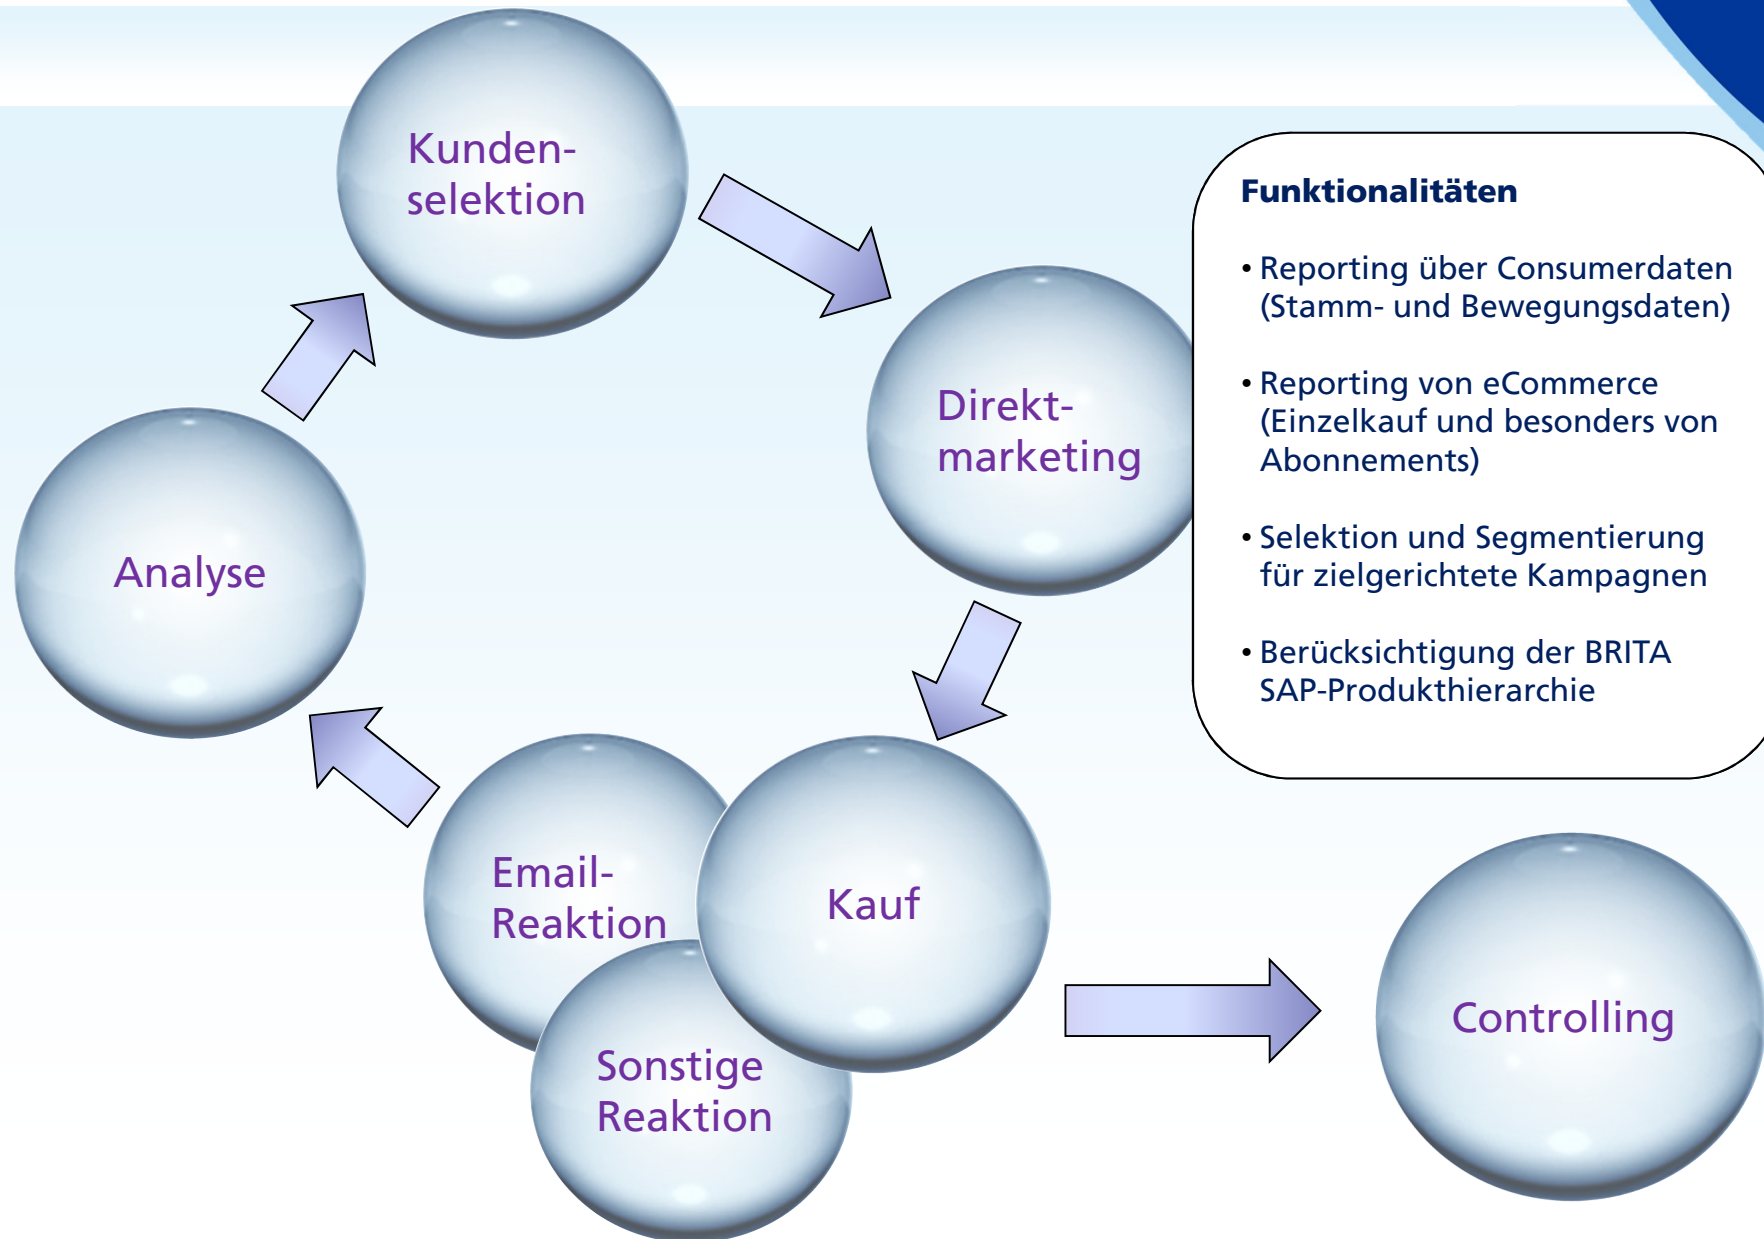 Kunden-
selektion
Direkt-
marketing
Analyse
Email-
Reaktion
Kauf
Sonstige
Reaktion
Controlling
Funktionalitäten
• Reporting über Consumerdaten
(Stamm- und Bewegungsdaten)
• Reporting von eCommerce
(Einzelkauf und besonders von
Abonnements)
• Selektion und Segmentierung
für zielgerichtete Kampagnen
• Berücksichtigung der BRITA
SAP-Produkthierarchie